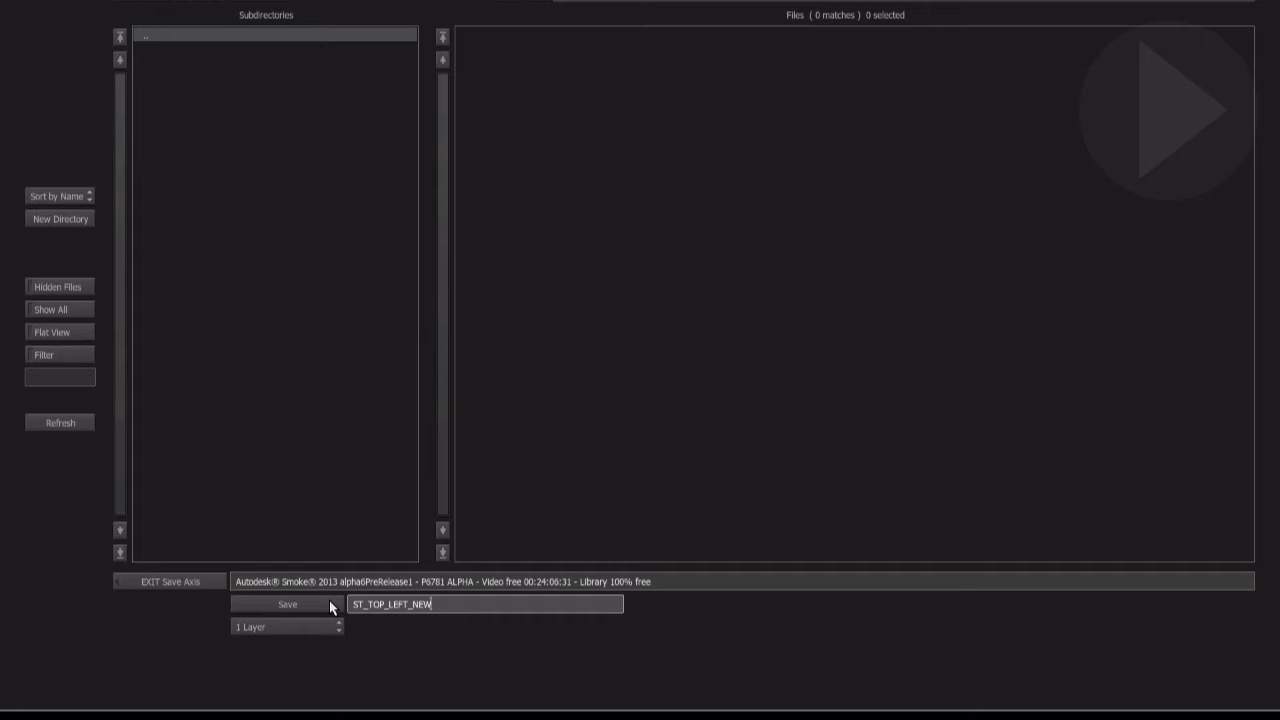 Subdirectories
Files ( 0 matches ) 0 selected
..
Sort by Name
New Directory
Hidden Files
Show All
Flat View
Filter
Refresh
EXIT Save Axis
Autodesk® Smoke® 2013 alpha6PreRelease1 - P6781 ALPHA - Video free 00:24:06:31 - Library 100% free
Save
ST_TOP_LEFT_NEW
1 Layer